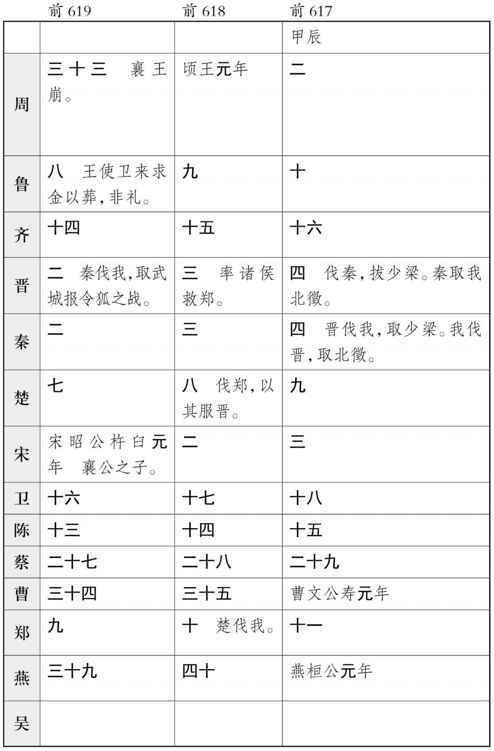 前 619 前 618 前 617
甲辰
周 三十三 襄王 顷王元年 二
崩。
鲁 八 王使卫来求 九 十
金以葬，非礼。
齐 十四 十五 十六
晋 二 秦伐我，取武 三 率诸侯 四 伐秦，拔少梁。秦取我
城报令狐之战。 救郑。 北徵。
秦 二 三 四 晋伐我，取少梁。我伐
晋，取北徵。
楚 七 八 伐郑，以 九
其服晋。
宋 宋昭公杵臼元 二 三
年 襄公之子。
卫 十六 十七 十八
陈 十三 十四 十五
蔡 二十七 二十八 二十九
曹 三十四 三十五 曹文公寿元年
郑 九 十 楚伐我。 十一
燕 三十九 四十 燕桓公元年
吴